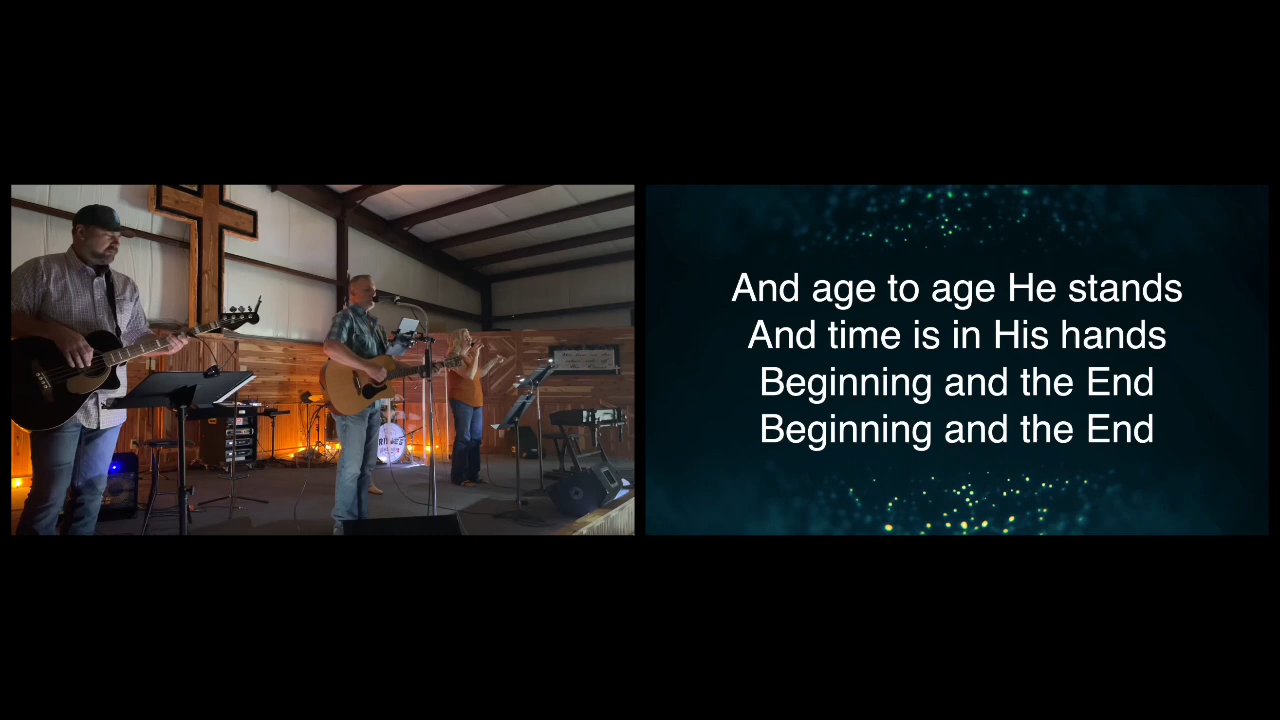 And age to age He stands
And time is in His hands
Beginning and the End
Beginning and the End